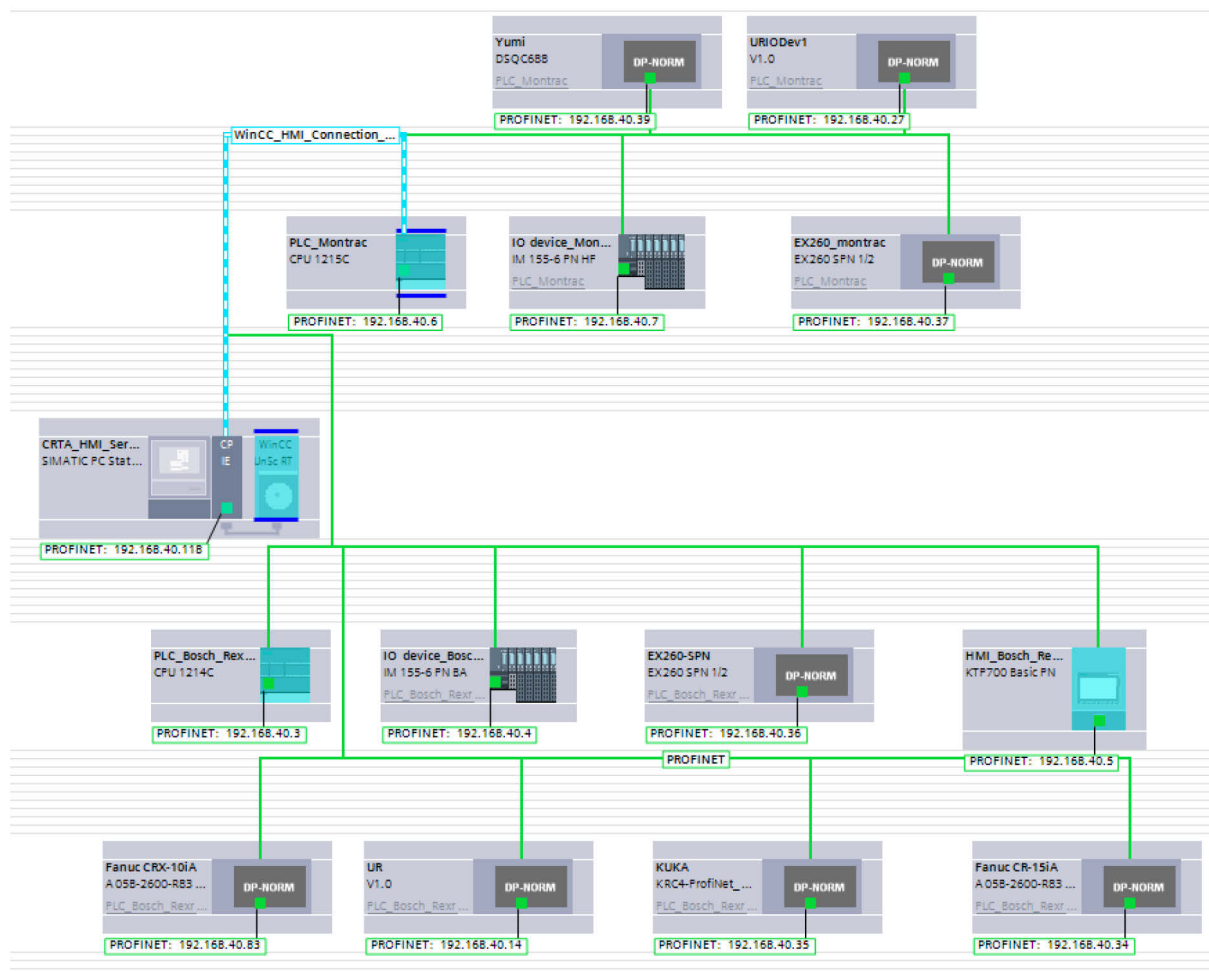 Yumi
DSQC688
PLC_Montrac
DP-NORM
PROFINET: 192.168.40.39
URIODev1
V1.0
PLC_Montrac
DP-NORM
PROFINET: 192.168.40.27
WinCC_HMI_Connection_...
PLC_Montrac
CPU 1215C
PROFINET: 192.168.40.6
IO device_Mon...
IM 155-6 PN HF
PLC_Montrac
PROFINET: 192.168.40.7
EX260_montrac
EX260 SPN 1/2
PLC_Montrac
DP-NORM
PROFINET: 192.168.40.37
CRTA_HMI_Ser...
SIMATIC PC Stat...
CP
IE
WinCC
UnSc RT
PROFINET: 192.168.40.118
PLC_Bosch_Rex...
CPU 1214C
PROFINET: 192.168.40.3
IO device_Bosc...
IM 155-6 PN BA
PLC_Bosch_Rexr...
PROFINET: 192.168.40.4
EX260-SPN
EX260 SPN 1/2
PLC_Bosch_Rexr...
DP-NORM
PROFINET: 192.168.40.36
HMI_Bosch_Re...
KTP700 Basic PN
PROFINET: 192.168.40.5
PROFINET
Fanuc CRX-10iA
A05B-2600-R83 ...
PLC_Bosch_Rexr...
DP-NORM
PROFINET: 192.168.40.83
UR
V1.0
PLC_Bosch_Rexr...
DP-NORM
PROFINET: 192.168.40.14
KUKA
KRC4-ProfiNet_...
PLC_Bosch_Rexr...
DP-NORM
PROFINET: 192.168.40.35
Fanuc CR-15iA
A05B-2600-R83 ...
PLC_Bosch_Rexr...
DP-NORM
PROFINET: 192.168.40.34